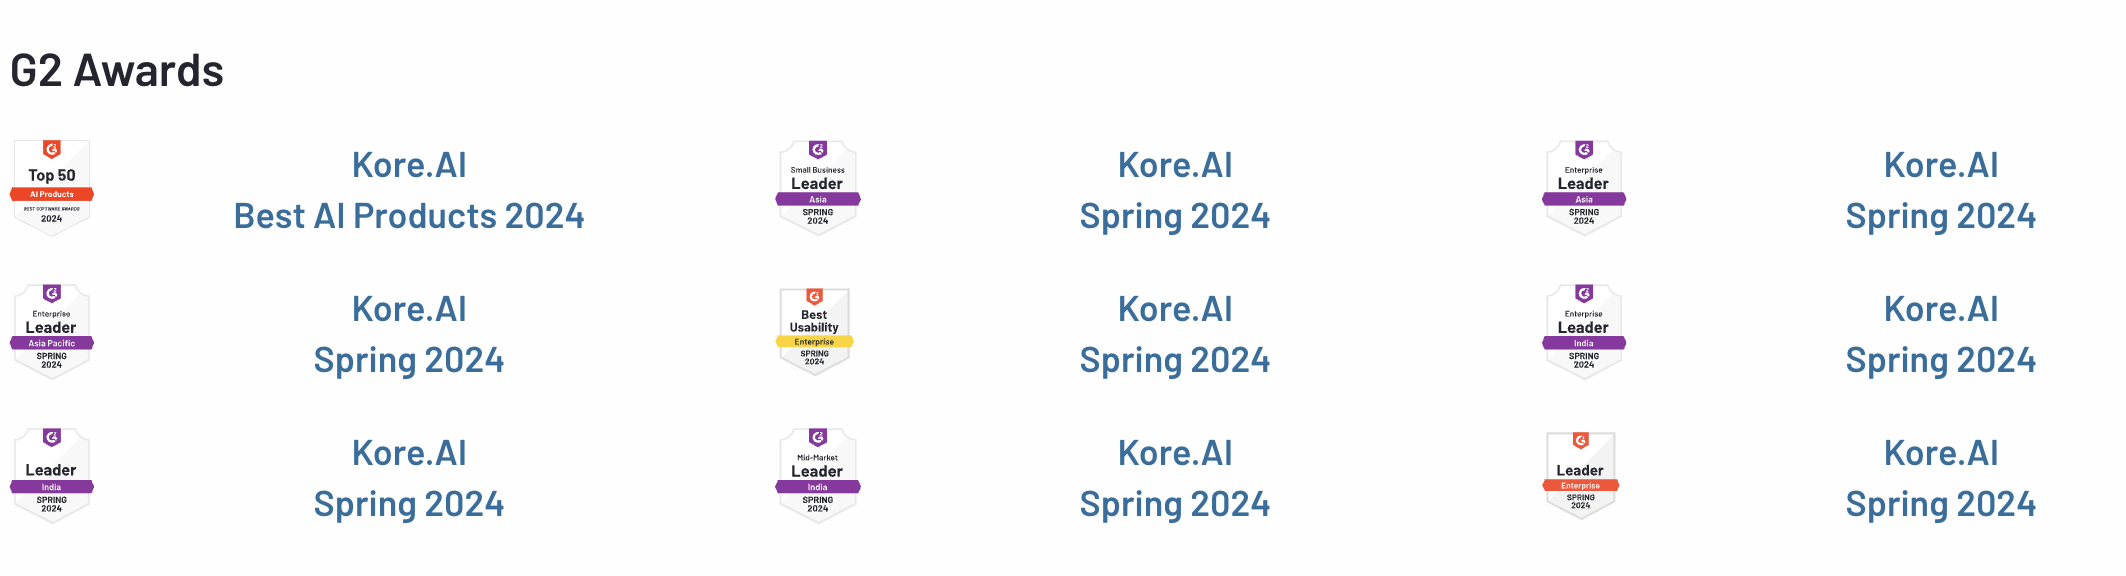 G2 Awards
Top 50
AI Products
BEST SOFTWARE AWARDS
2024
Kore.AI
Best AI Products 2024
Small Business
Leader
Asia
SPRING
2024
Kore.AI
Spring 2024
Enterprise
Leader
Asia
SPRING
2024
Kore.AI
Spring 2024
Enterprise
Leader
Asia Pacific
SPRING
2024
Kore.AI
Spring 2024
Best
Usability
Enterprise
SPRING
2024
Kore.AI
Spring 2024
Enterprise
Leader
India
SPRING
2024
Kore.AI
Spring 2024
Leader
India
SPRING
2024
Kore.AI
Spring 2024
Mid-Market
Leader
India
SPRING
2024
Kore.AI
Spring 2024
Leader
Enterprise
SPRING
2024
Kore.AI
Spring 2024